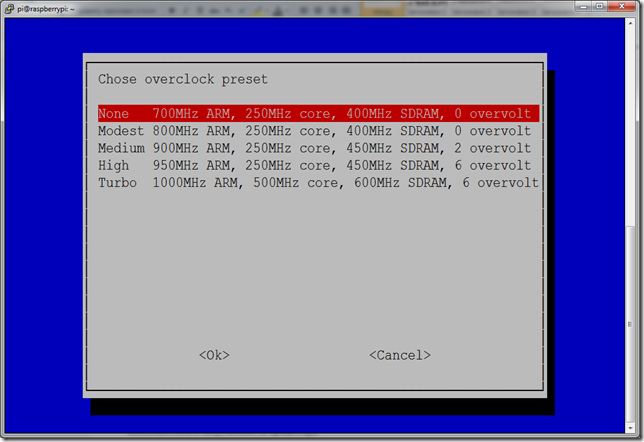 pi@raspberrypi: ~
Chose overclock preset
None 700MHz ARM, 250MHz core, 400MHz SDRAM, 0 overvolt
Modest 800MHz ARM, 250MHz core, 400MHz SDRAM, 0 overvolt
Medium 900MHz ARM, 250MHz core, 450MHz SDRAM, 2 overvolt
High 950MHz ARM, 250MHz core, 450MHz SDRAM, 6 overvolt
Turbo 1000MHz ARM, 500MHz core, 600MHz SDRAM, 6 overvolt
<Ok> <Cancel>